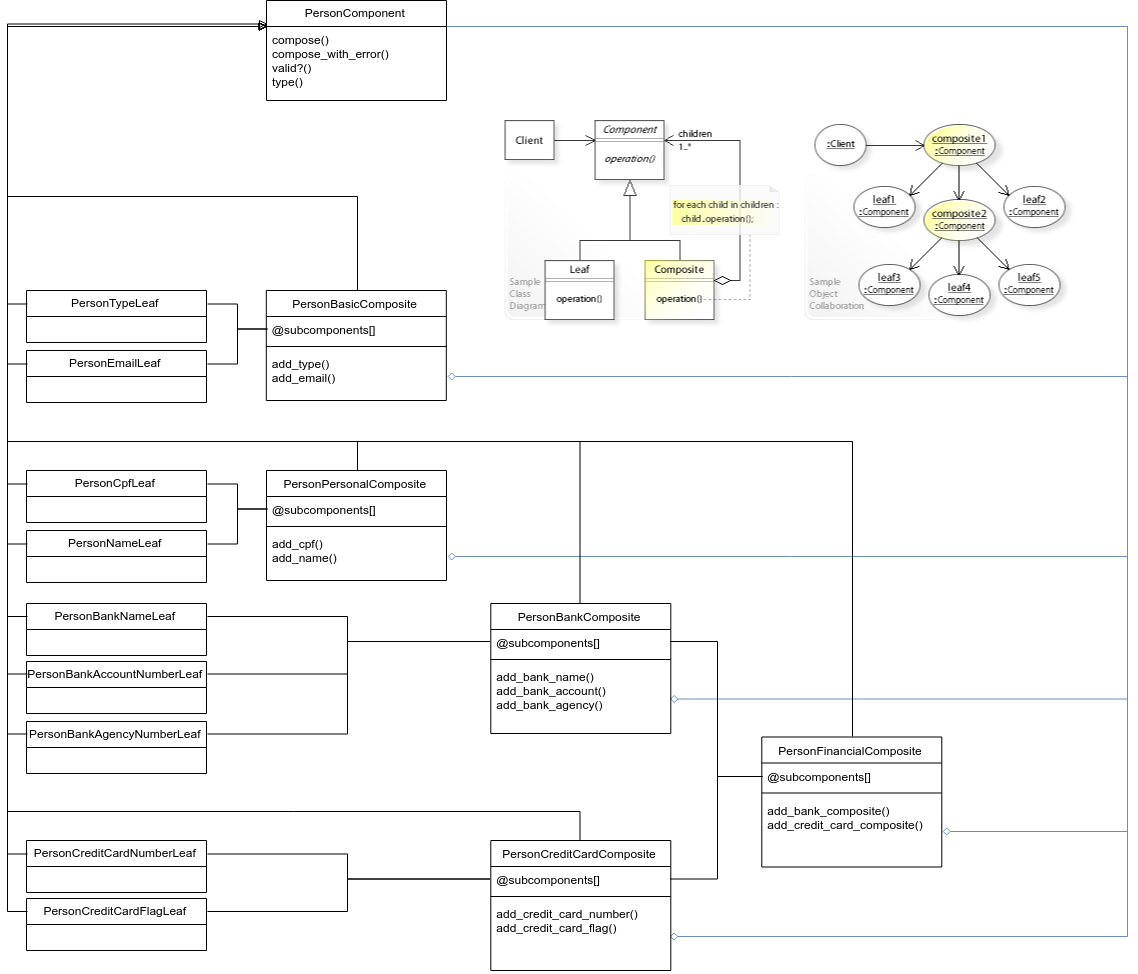 PersonComponent
compose()
compose_with_error()
valid?()
type()
Client
Component
operation()
children
1..*
for each child in children :
child.operation();
Leaf
operation()
Composite
operation()
Sample
Class
Diagram
:Client
composite1
:Component
leaf1
:Component
composite2
:Component
leaf2
:Component
leaf3
:Component
leaf4
:Component
leaf5
:Component
Sample
Object
Collaboration
PersonTypeLeaf
PersonEmailLeaf
PersonBasicComposite
@subcomponents[]
add_type()
add_email()
PersonCpfLeaf
PersonNameLeaf
PersonPersonalComposite
@subcomponents[]
add_cpf()
add_name()
PersonBankNameLeaf
PersonBankAccountNumberLeaf
PersonBankAgencyNumberLeaf
PersonBankComposite
@subcomponents[]
add_bank_name()
add_bank_account()
add_bank_agency()
PersonFinancialComposite
@subcomponents[]
add_bank_composite()
add_credit_card_composite()
PersonCreditCardNumberLeaf
PersonCreditCardFlagLeaf
PersonCreditCardComposite
@subcomponents[]
add_credit_card_number()
add_credit_card_flag()